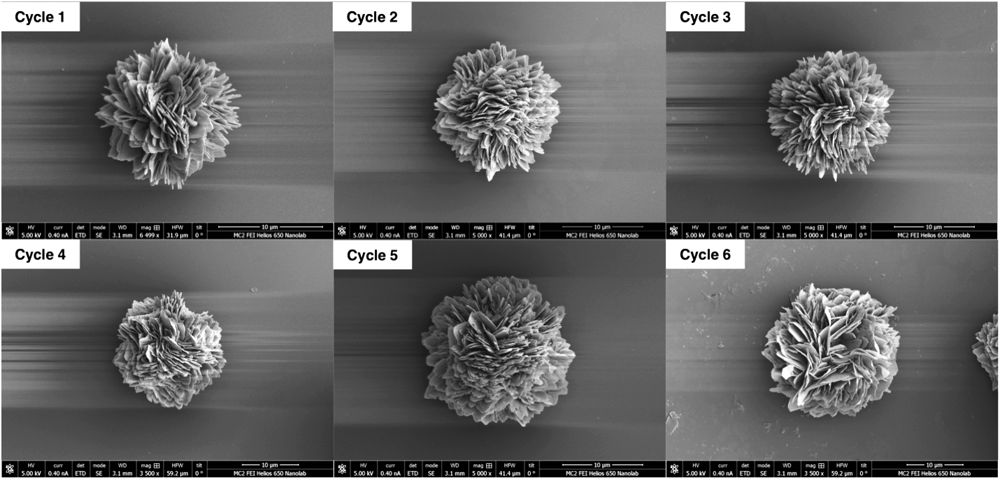 Cycle 1
Cycle 2
Cycle 3
HV curr det mode WD mag HFW tilt 10 µm
5.00 kV 0.40 nA ETD SE 3.1 mm 6 499 x 31.9 µm 0 ° MC2 FEI Helios 650 Nanolab
HV curr det mode WD mag HFW tilt 10 µm
5.00 kV 0.40 nA ETD SE 3.1 mm 5 000 x 41.4 µm 0 ° MC2 FEI Helios 650 Nanolab
HV curr det mode WD mag HFW tilt 10 µm
5.00 kV 0.40 nA ETD SE 3.1 mm 5 000 x 41.4 µm 0 ° MC2 FEI Helios 650 Nanolab
Cycle 4
Cycle 5
Cycle 6
HV curr det mode WD mag HFW tilt 10 µm
5.00 kV 0.40 nA ETD SE 3.1 mm 3 500 x 59.2 µm 0 ° MC2 FEI Helios 650 Nanolab
HV curr det mode WD mag HFW tilt 10 µm
5.00 kV 0.40 nA ETD SE 3.1 mm 5 000 x 41.4 µm 0 ° MC2 FEI Helios 650 Nanolab
HV curr det mode WD mag HFW tilt 10 µm
5.00 kV 0.40 nA ETD SE 3.1 mm 3 500 x 59.2 µm 0 ° MC2 FEI Helios 650 Nanolab